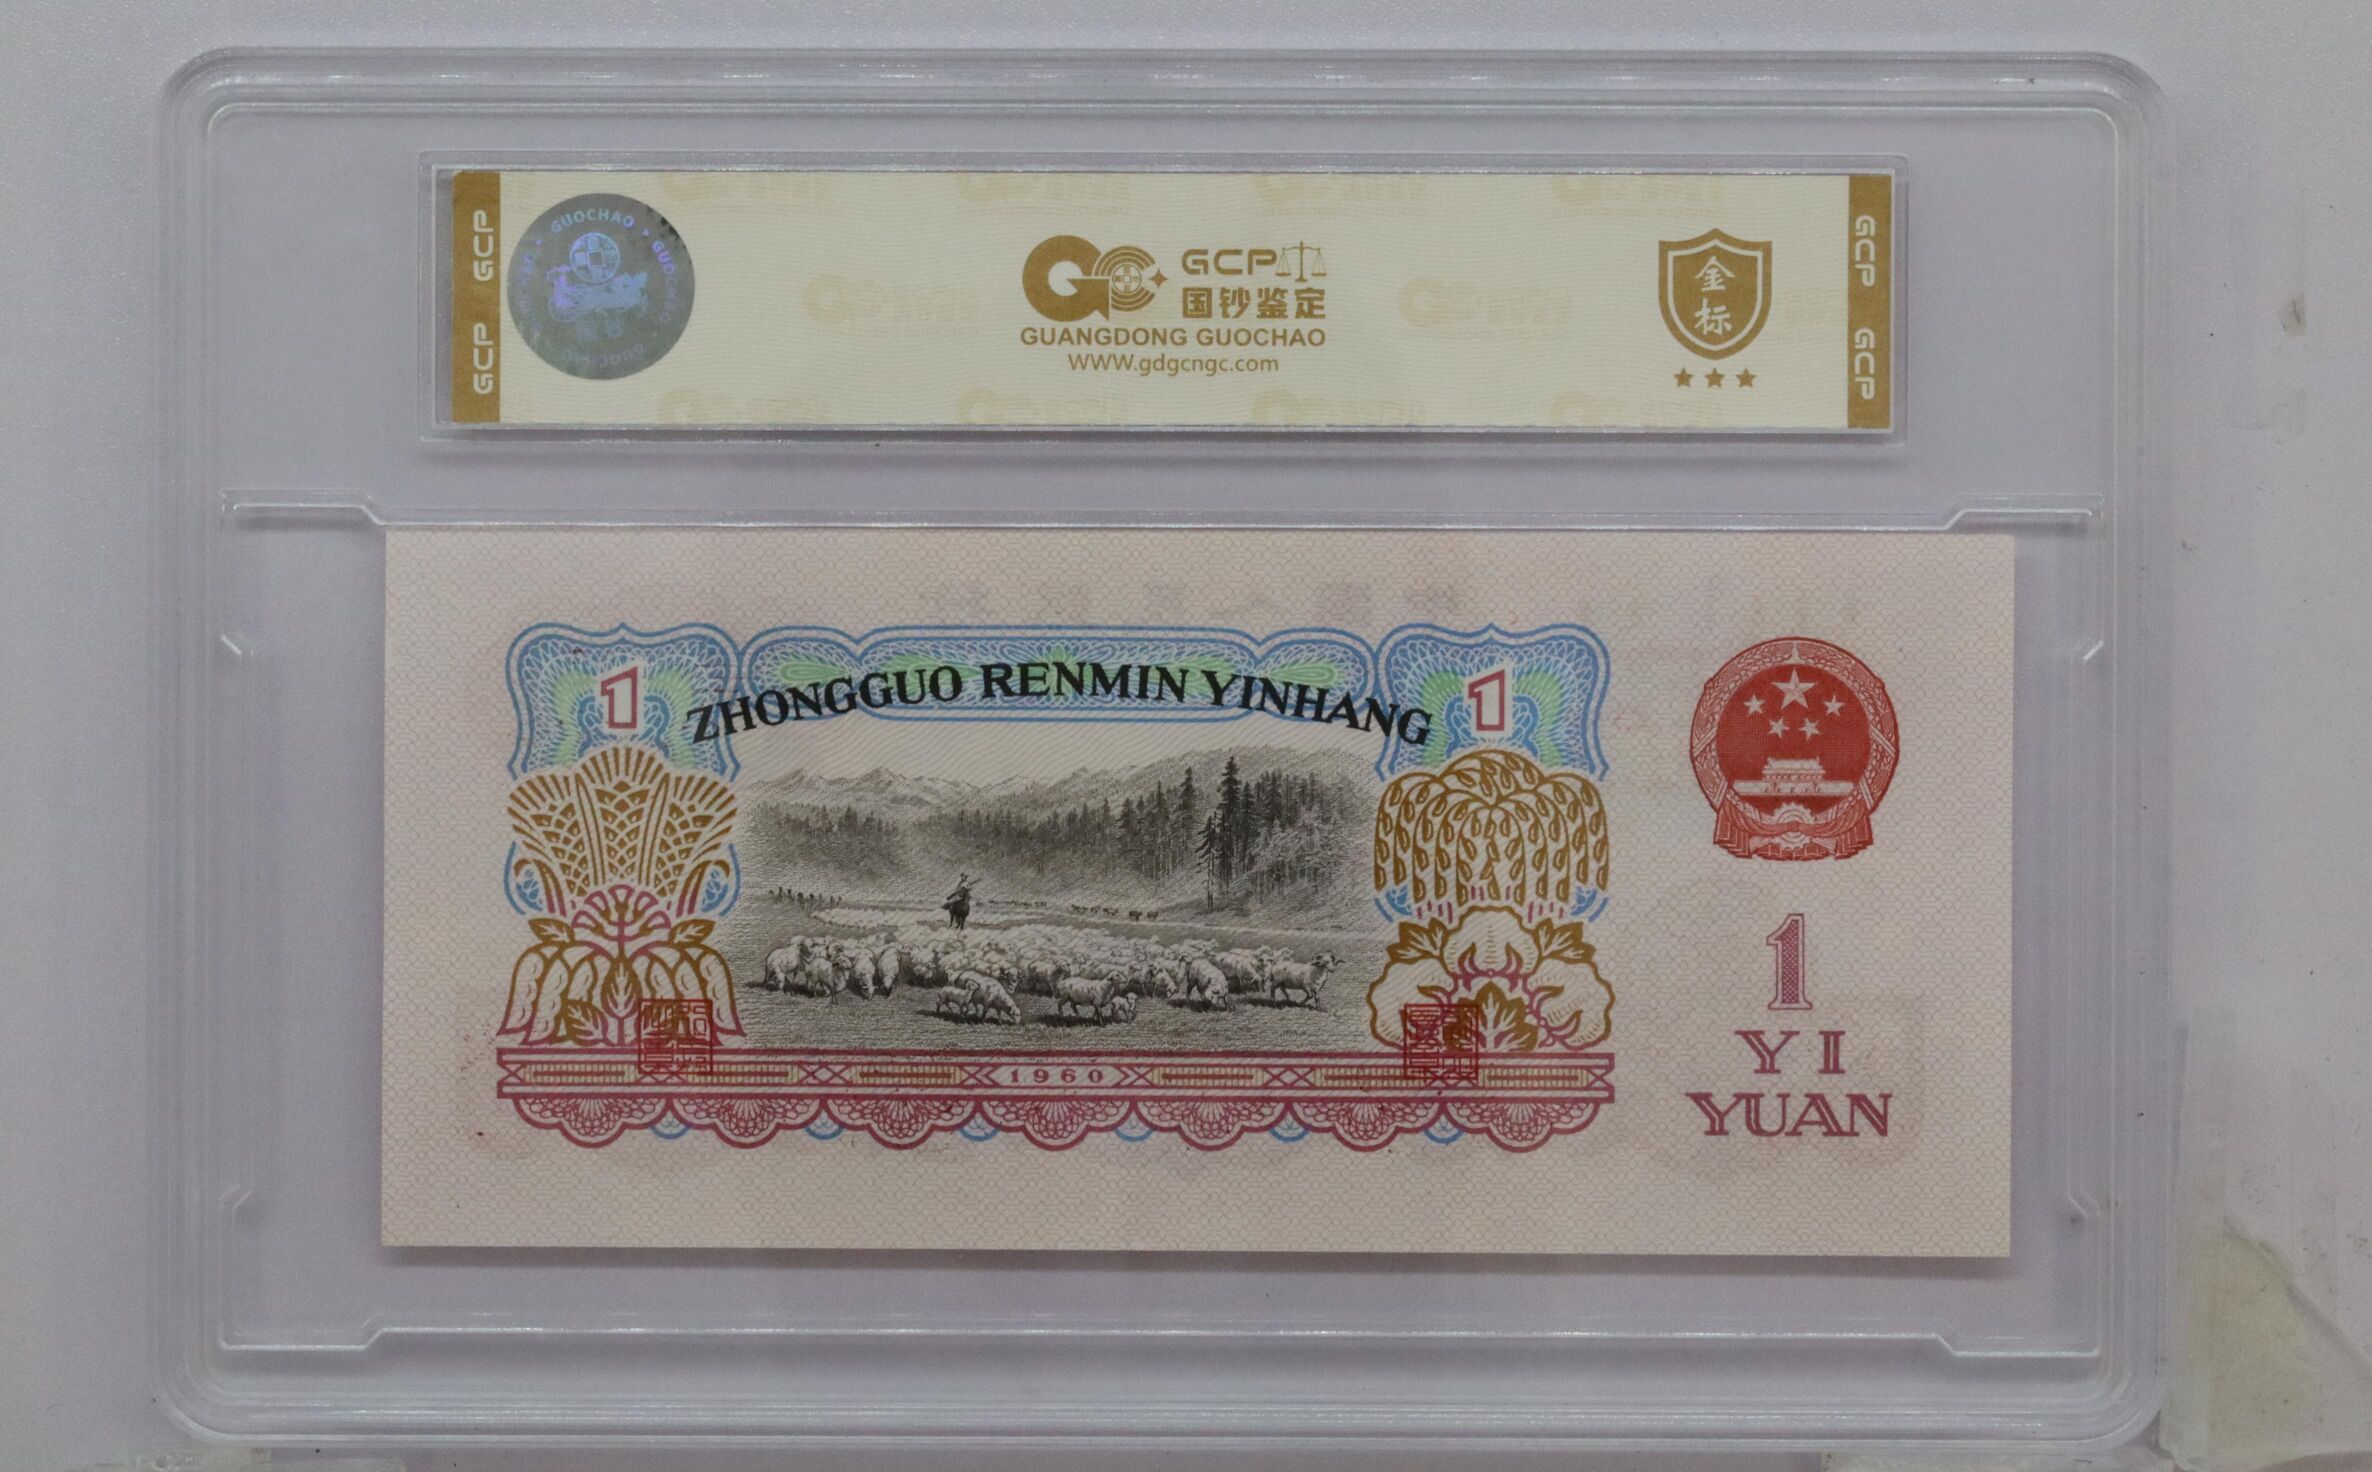 GCP GCP
GUOCHAO · GUOCHAO
GCP
国钞鉴定
GUANGDONG GUOCHAO
WWW.gdgcngc.com
金标
GCP GCP
1
ZHONGGUO RENMIN YINHANG
1
1960
1
YI
YUAN